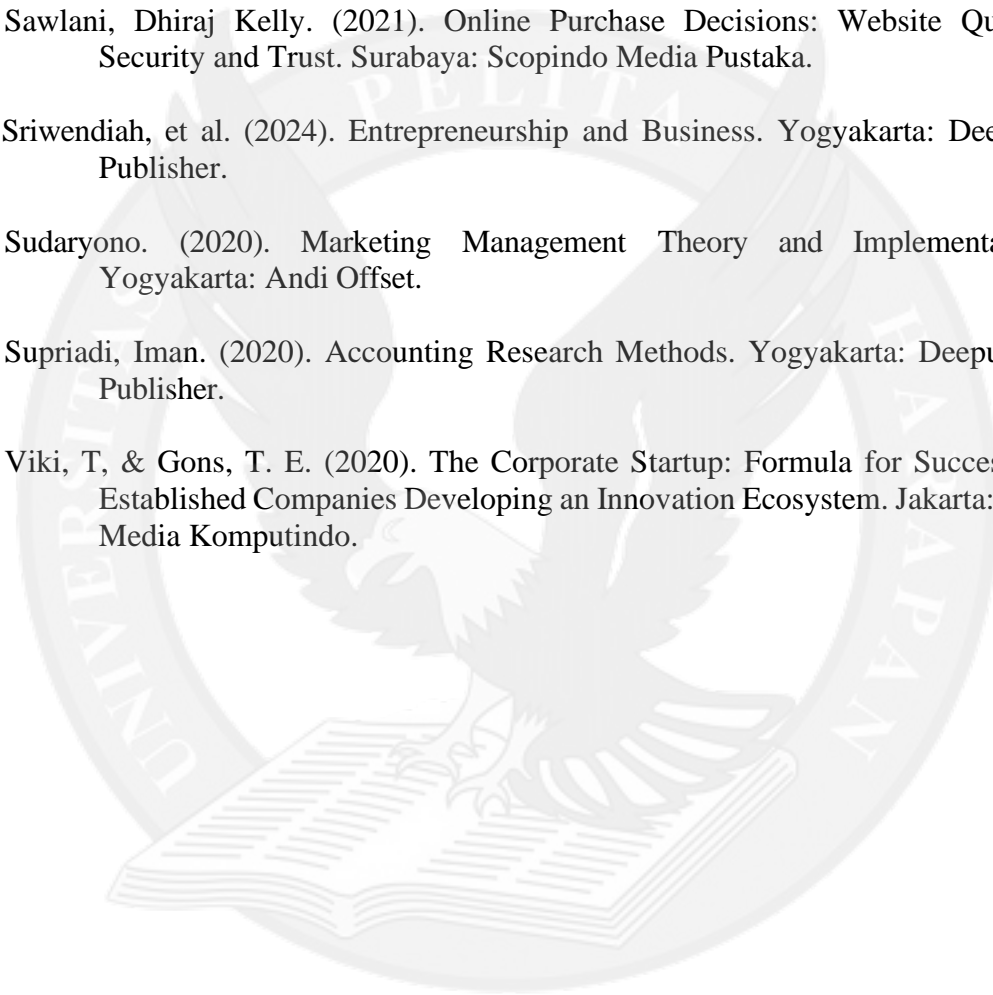 Sawlani, Dhiraj Kelly. (2021). Online Purchase Decisions: Website Qu
Security and Trust. Surabaya: Scopindo Media Pustaka.
Sriwendiah, et al. (2024). Entrepreneurship and Business. Yogyakarta: Dee
Publisher.
Sudaryono. (2020). Marketing Management Theory and Implementa
Yogyakarta: Andi Offset.
Supriadi, Iman. (2020). Accounting Research Methods. Yogyakarta: Deepu
Publisher.
Viki, T, & Gons, T. E. (2020). The Corporate Startup: Formula for Succes
Established Companies Developing an Innovation Ecosystem. Jakarta:
Media Komputindo.
UNIVERSITAS PELITA HARAPAN